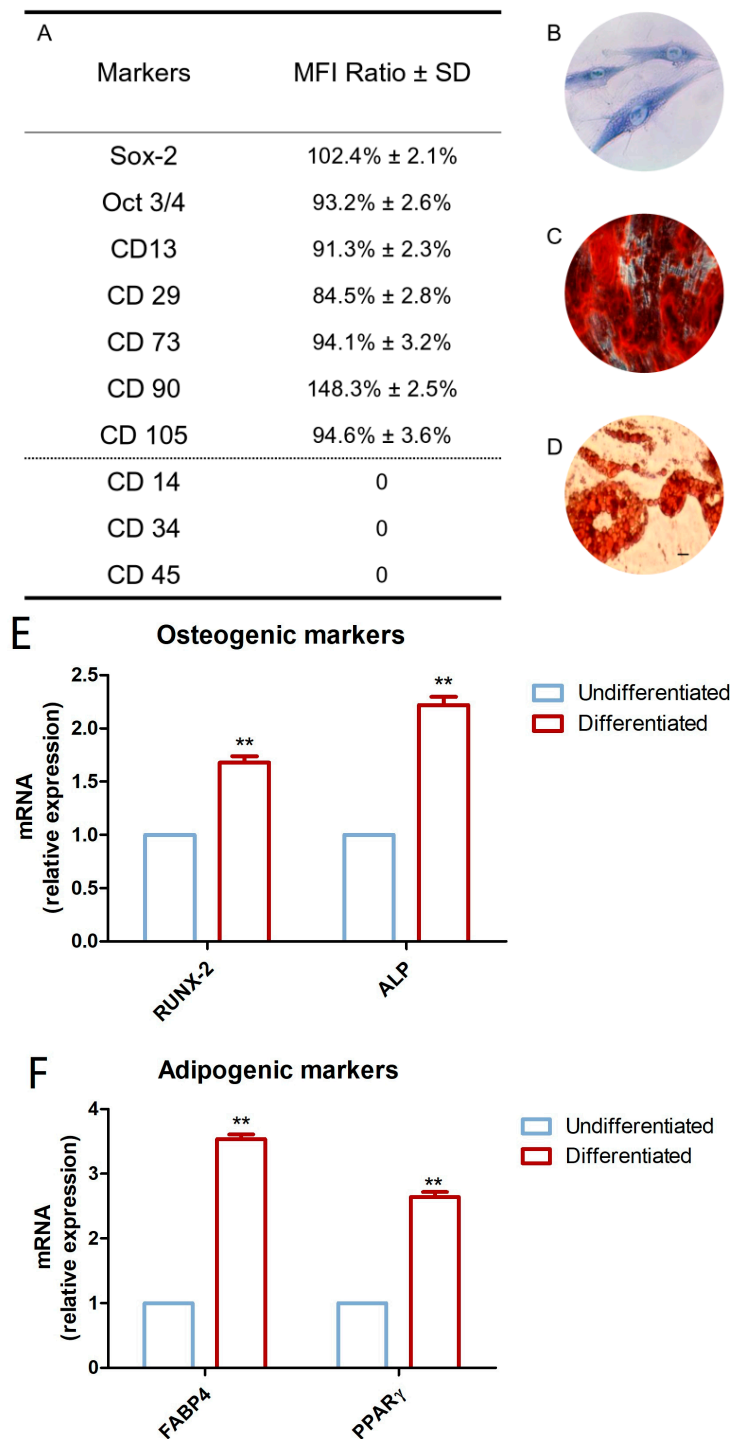 A
Markers MFI Ratio ± SD
Sox-2 102.4% ± 2.1%
Oct 3/4 93.2% ± 2.6%
CD13 91.3% ± 2.3%
CD 29 84.5% ± 2.8%
CD 73 94.1% ± 3.2%
CD 90 148.3% ± 2.5%
CD 105 94.6% ± 3.6%
CD 14 0
CD 34 0
CD 45 0
B
C
D
E
Osteogenic markers
mRNA
(relative expression)
2.5
2.0
1.5
1.0
0.5
0.0
**
**
RUNX-2
ALP
Undifferentiated
Differentiated
F
Adipogenic markers
mRNA
(relative expression)
4
3
2
1
0
**
**
FABP4
PPARγ
Undifferentiated
Differentiated